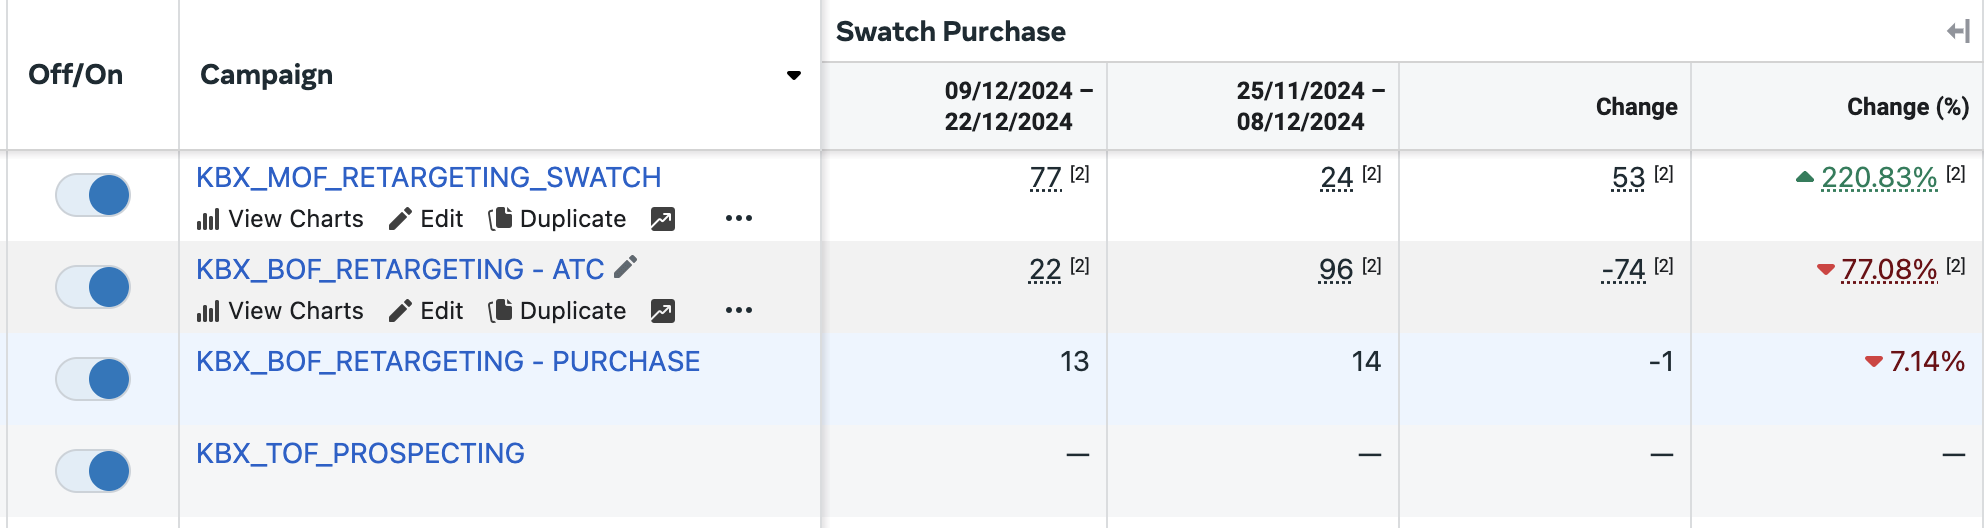 Swatch Purchase
Off/On
Campaign
09/12/2024 –
22/12/2024
25/11/2024 –
08/12/2024
Change
Change (%)
KBX_MOF_RETARGETING_SWATCH
77 [2]
24 [2]
53 [2]
220.83% [2]
View Charts Edit Duplicate
KBX_BOF_RETARGETING - ATC
22 [2]
96 [2]
-74 [2]
77.08% [2]
View Charts Edit Duplicate
KBX_BOF_RETARGETING - PURCHASE
13
14
-1
7.14%
KBX_TOF_PROSPECTING
—
—
—
—